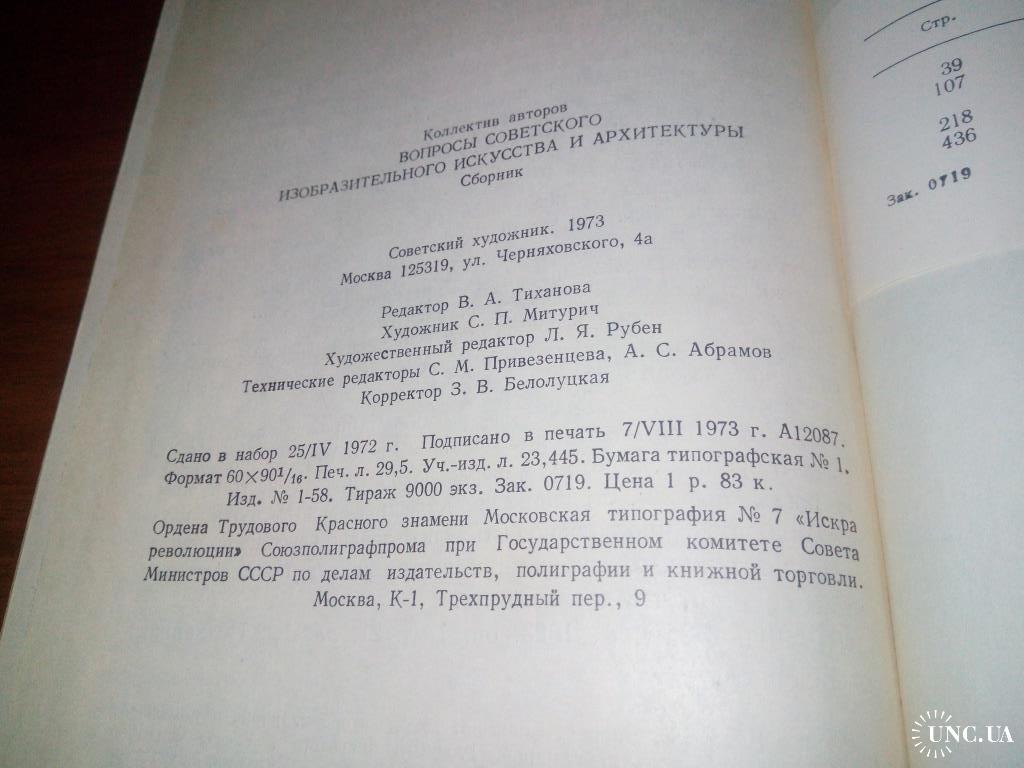 Коллектив авторов
ВОПРОСЫ СОВЕТСКОГО
ИЗОБРАЗИТЕЛЬНОГО ИСКУССТВА И АРХИТЕКТУРЫ
Сборник
Советский художник. 1973
Москва 125319, ул. Черняховского, 4а
Редактор В. А. Тиханова
Художник С. П. Митурич
Художественный редактор Л. Я. Рубен
Технические редакторы С. М. Привезенцева, А. С. Абрамов
Корректор З. В. Белолуцкая
Сдано в набор 25/IV 1972 г. Подписано в печать 7/VIII 1973 г. А12087.
Формат 60×90¹/₁₆. Печ. л. 29,5. Уч.-изд. л. 23,445. Бумага типографская № 1.
Изд. № 1-58. Тираж 9000 экз. Зак. 0719. Цена 1 р. 83 к.
Ордена Трудового Красного знамени Московская типография № 7 «Искра
революции» Союзполиграфпрома при Государственном комитете Совета
Министров СССР по делам издательств, полиграфии и книжной торговли.
Москва, К-1, Трехпрудный пер., 9
Стр.
39
107
218
436
Зак. 0719
UNC.UA